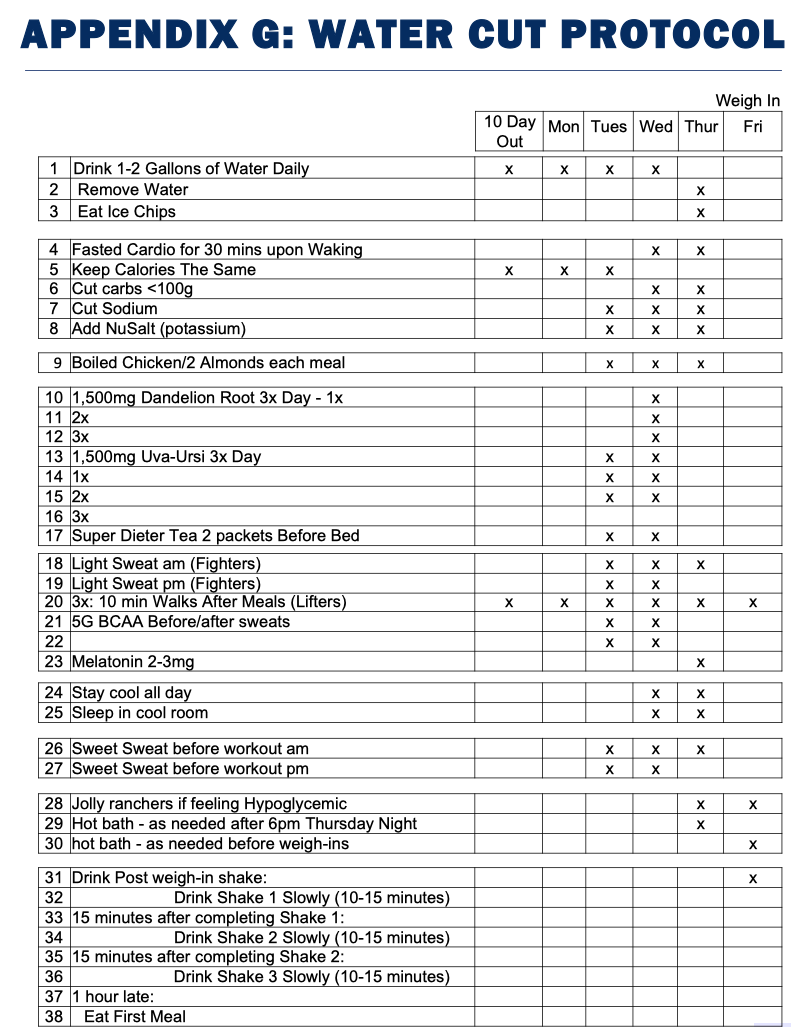 APPENDIX G: WATER CUT PROTOCOL
Weigh In
10 Day Out Mon Tues Wed Thur Fri
1 Drink 1-2 Gallons of Water Daily x x x x
2 Remove Water x
3 Eat Ice Chips x
4 Fasted Cardio for 30 mins upon Waking x x
5 Keep Calories The Same x x x
6 Cut carbs <100g x x
7 Cut Sodium x x x
8 Add NuSalt (potassium) x x x
9 Boiled Chicken/2 Almonds each meal x x x
10 1,500mg Dandelion Root 3x Day - 1x x
11 2x x
12 3x x
13 1,500mg Uva-Ursi 3x Day x x
14 1x x x
15 2x x x
16 3x
17 Super Dieter Tea 2 packets Before Bed x x
18 Light Sweat am (Fighters) x x x
19 Light Sweat pm (Fighters) x x
20 3x: 10 min Walks After Meals (Lifters) x x x x x x
21 5G BCAA Before/after sweats x x
22 x x
23 Melatonin 2-3mg x
24 Stay cool all day x x
25 Sleep in cool room x x
26 Sweet Sweat before workout am x x x
27 Sweet Sweat before workout pm x x
28 Jolly ranchers if feeling Hypoglycemic x x
29 Hot bath - as needed after 6pm Thursday Night x
30 hot bath - as needed before weigh-ins x
31 Drink Post weigh-in shake: x
32 Drink Shake 1 Slowly (10-15 minutes)
33 15 minutes after completing Shake 1:
34 Drink Shake 2 Slowly (10-15 minutes)
35 15 minutes after completing Shake 2:
36 Drink Shake 3 Slowly (10-15 minutes)
37 1 hour late:
38 Eat First Meal